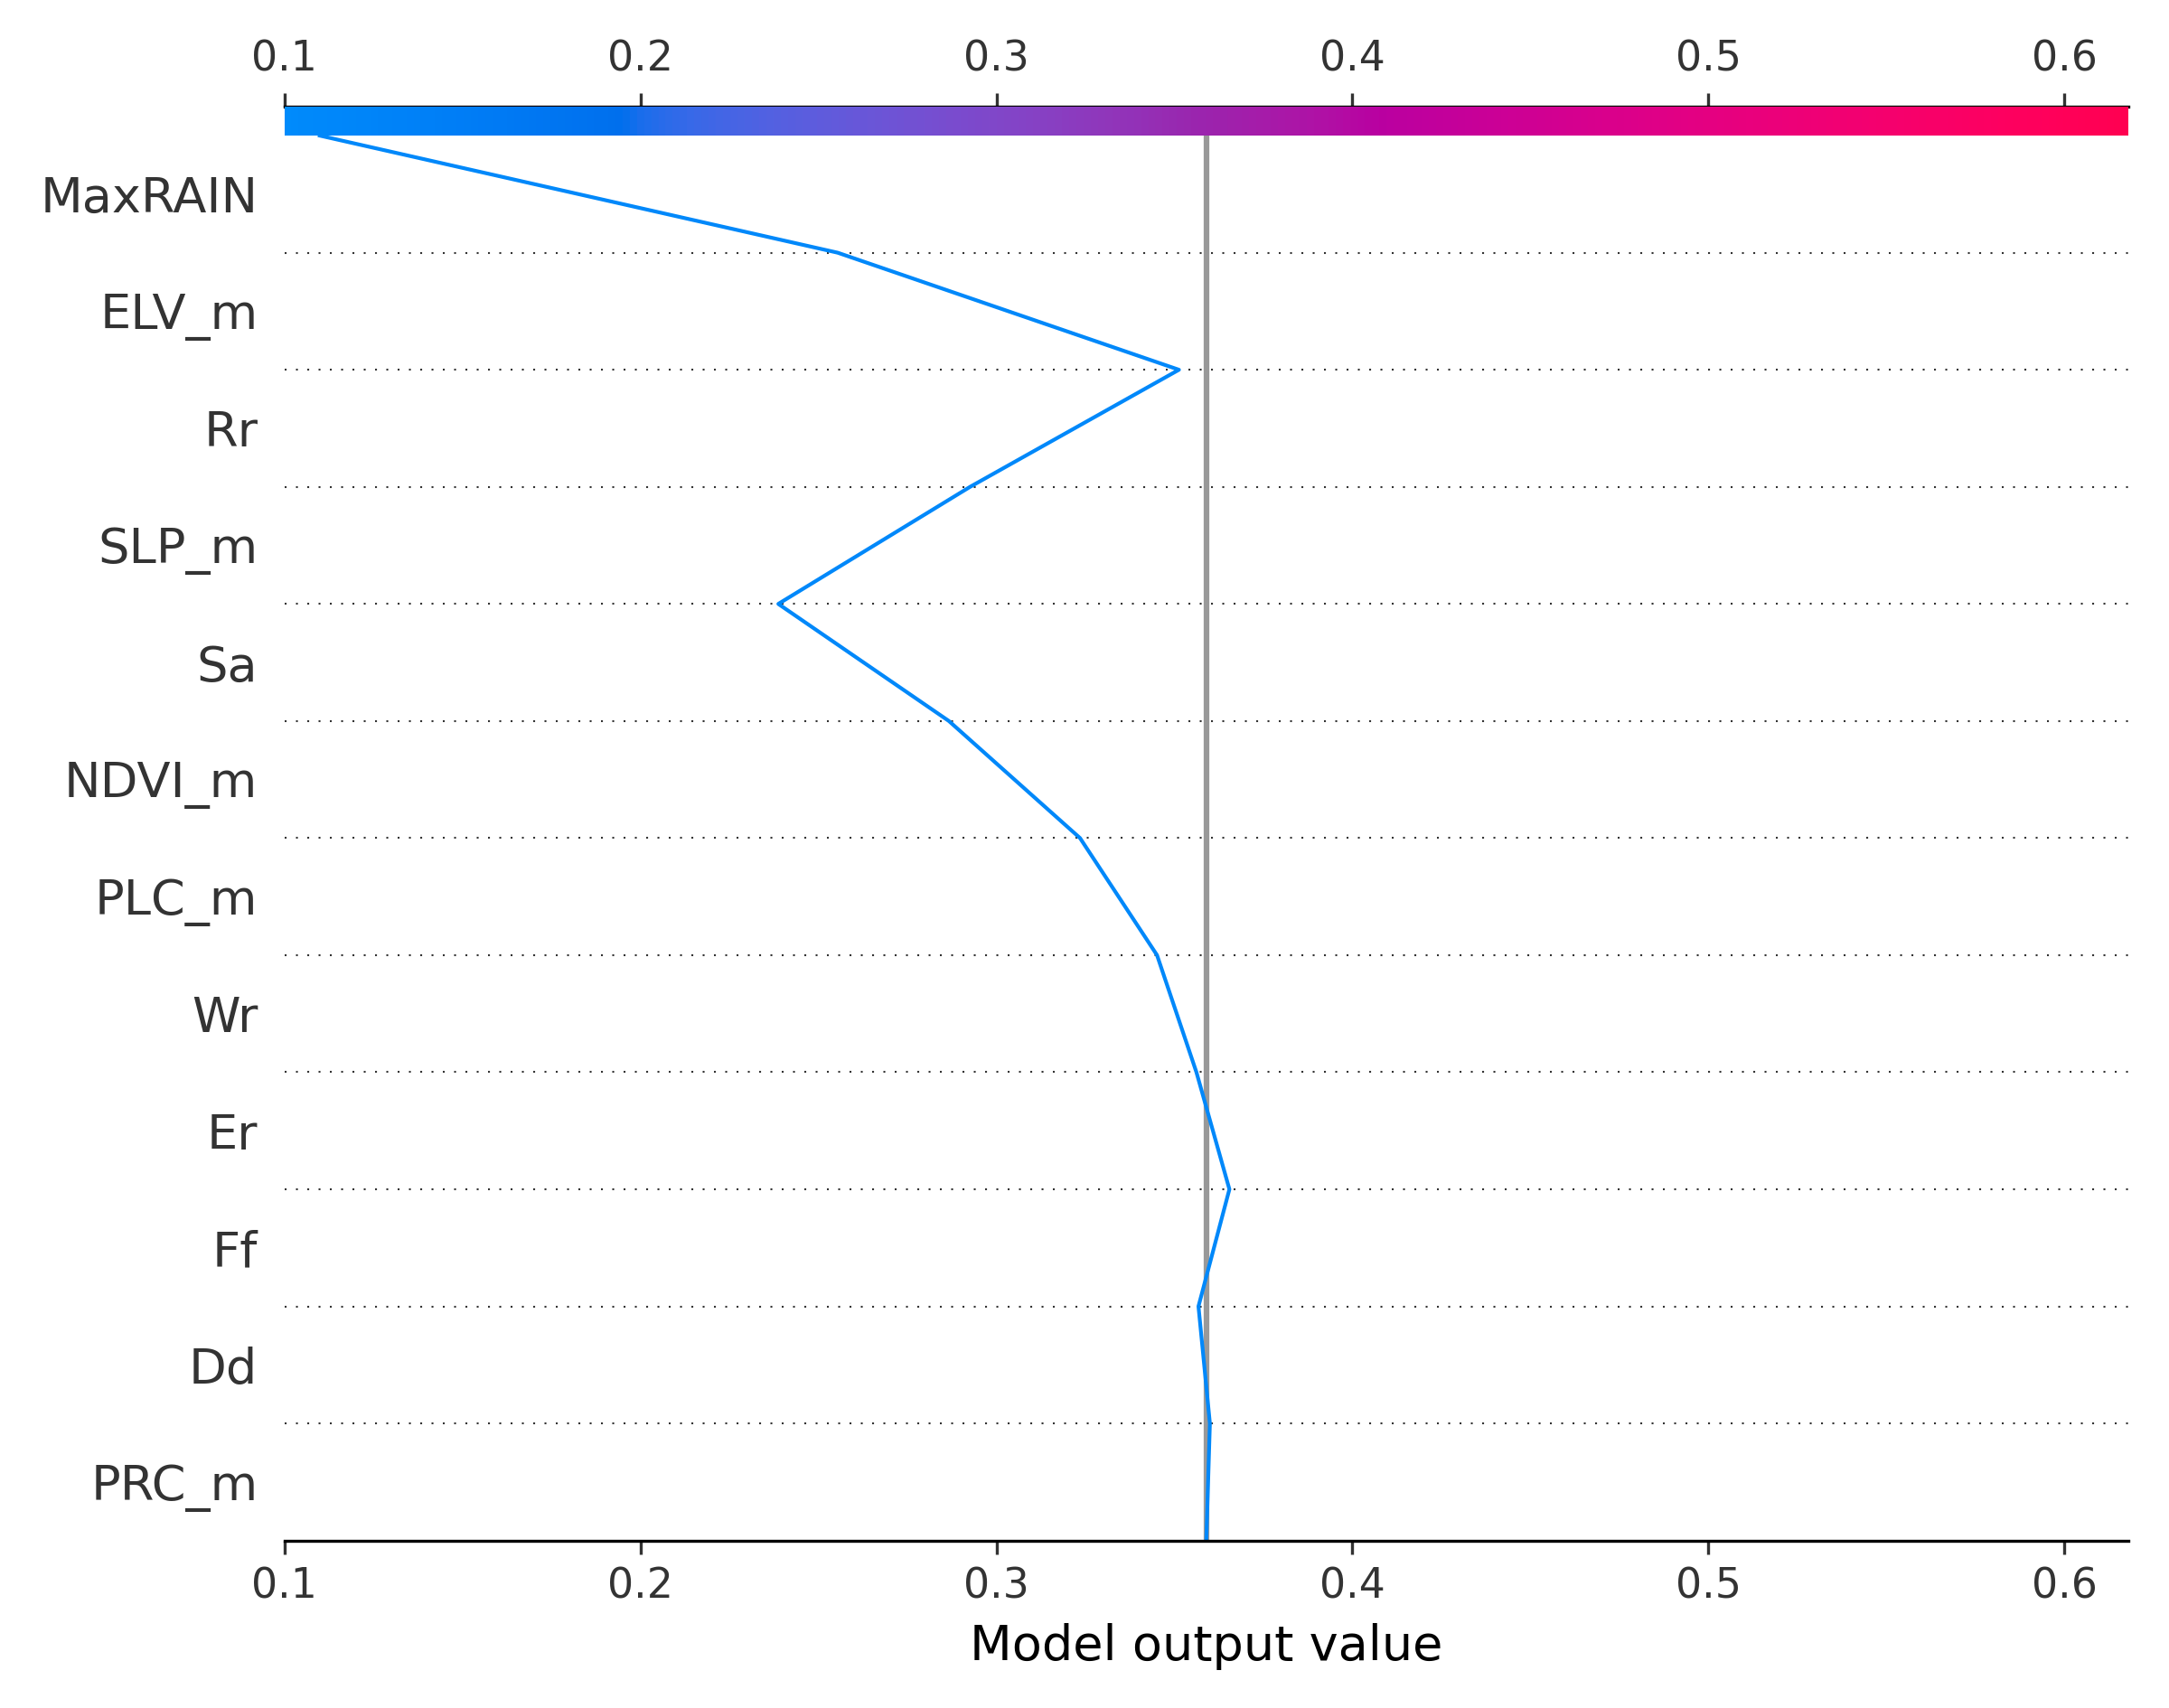 0.1 0.2 0.3 0.4 0.5 0.6
MaxRAIN
ELV_m
Rr
SLP_m
Sa
NDVI_m
PLC_m
Wr
Er
Ff
Dd
PRC_m
0.1 0.2 0.3 0.4 0.5 0.6
Model output value